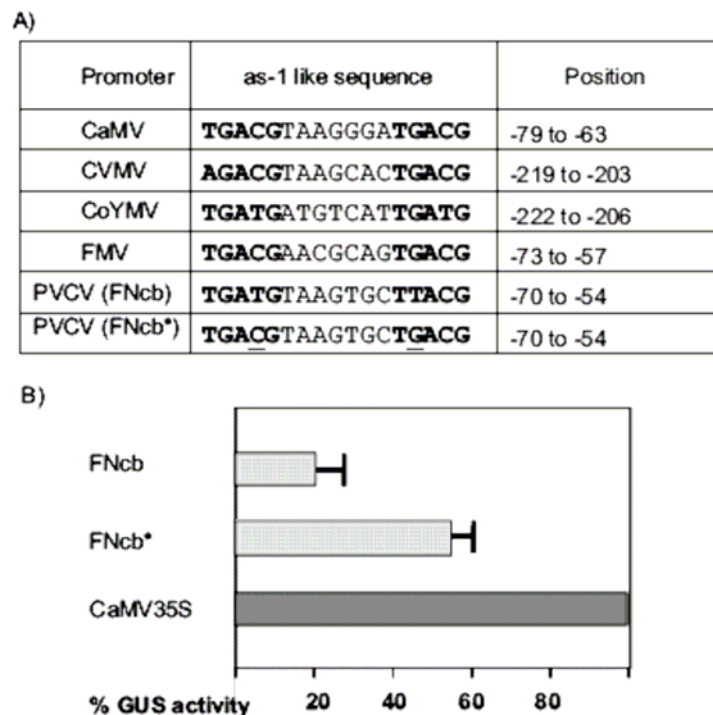 A)
Promoter as-1 like sequence Position
CaMV TGACGTAAGGGATGACG -79 to -63
CVMV AGACGTAAGCACTGACG -219 to -203
CoYMV TGATGATGTCATTGATG -222 to -206
FMV TGACGAACGCAGTGACG -73 to -57
PVCV (FNcb) TGATGTAAGTGCTTACG -70 to -54
PVCV (FNcb*) TGACGTAAGTGCTGACG -70 to -54
B)
FNcb
FNcb*
CaMV35S
% GUS activity 20 40 60 80